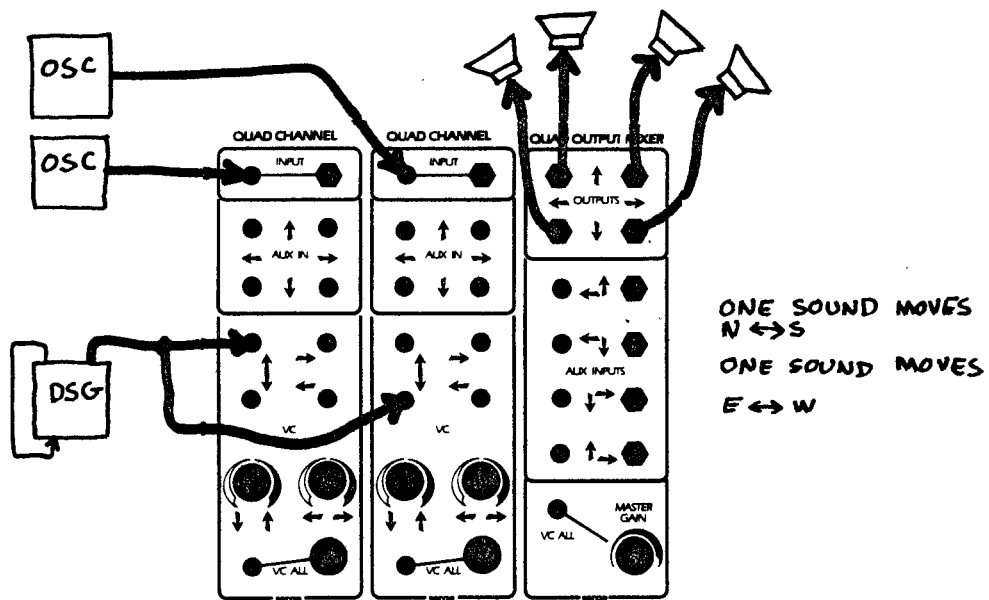 OSC
OSC
QUAD CHANNEL
INPUT
AUX IN
VC
VC ALL
QUAD CHANNEL
INPUT
AUX IN
VC
VC ALL
QUAD OUTPUT MIXER
OUTPUTS
AUX INPUTS
MASTER
GAIN
VC ALL
DSG
ONE SOUND MOVES
N ↔ S
ONE SOUND MOVES
E ↔ W